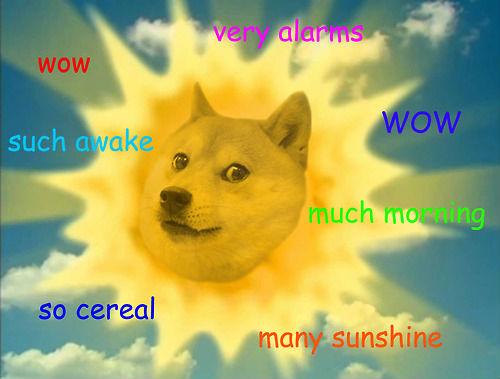 very alarms
wow
WOW
such awake
much morning
so cereal
many sunshine